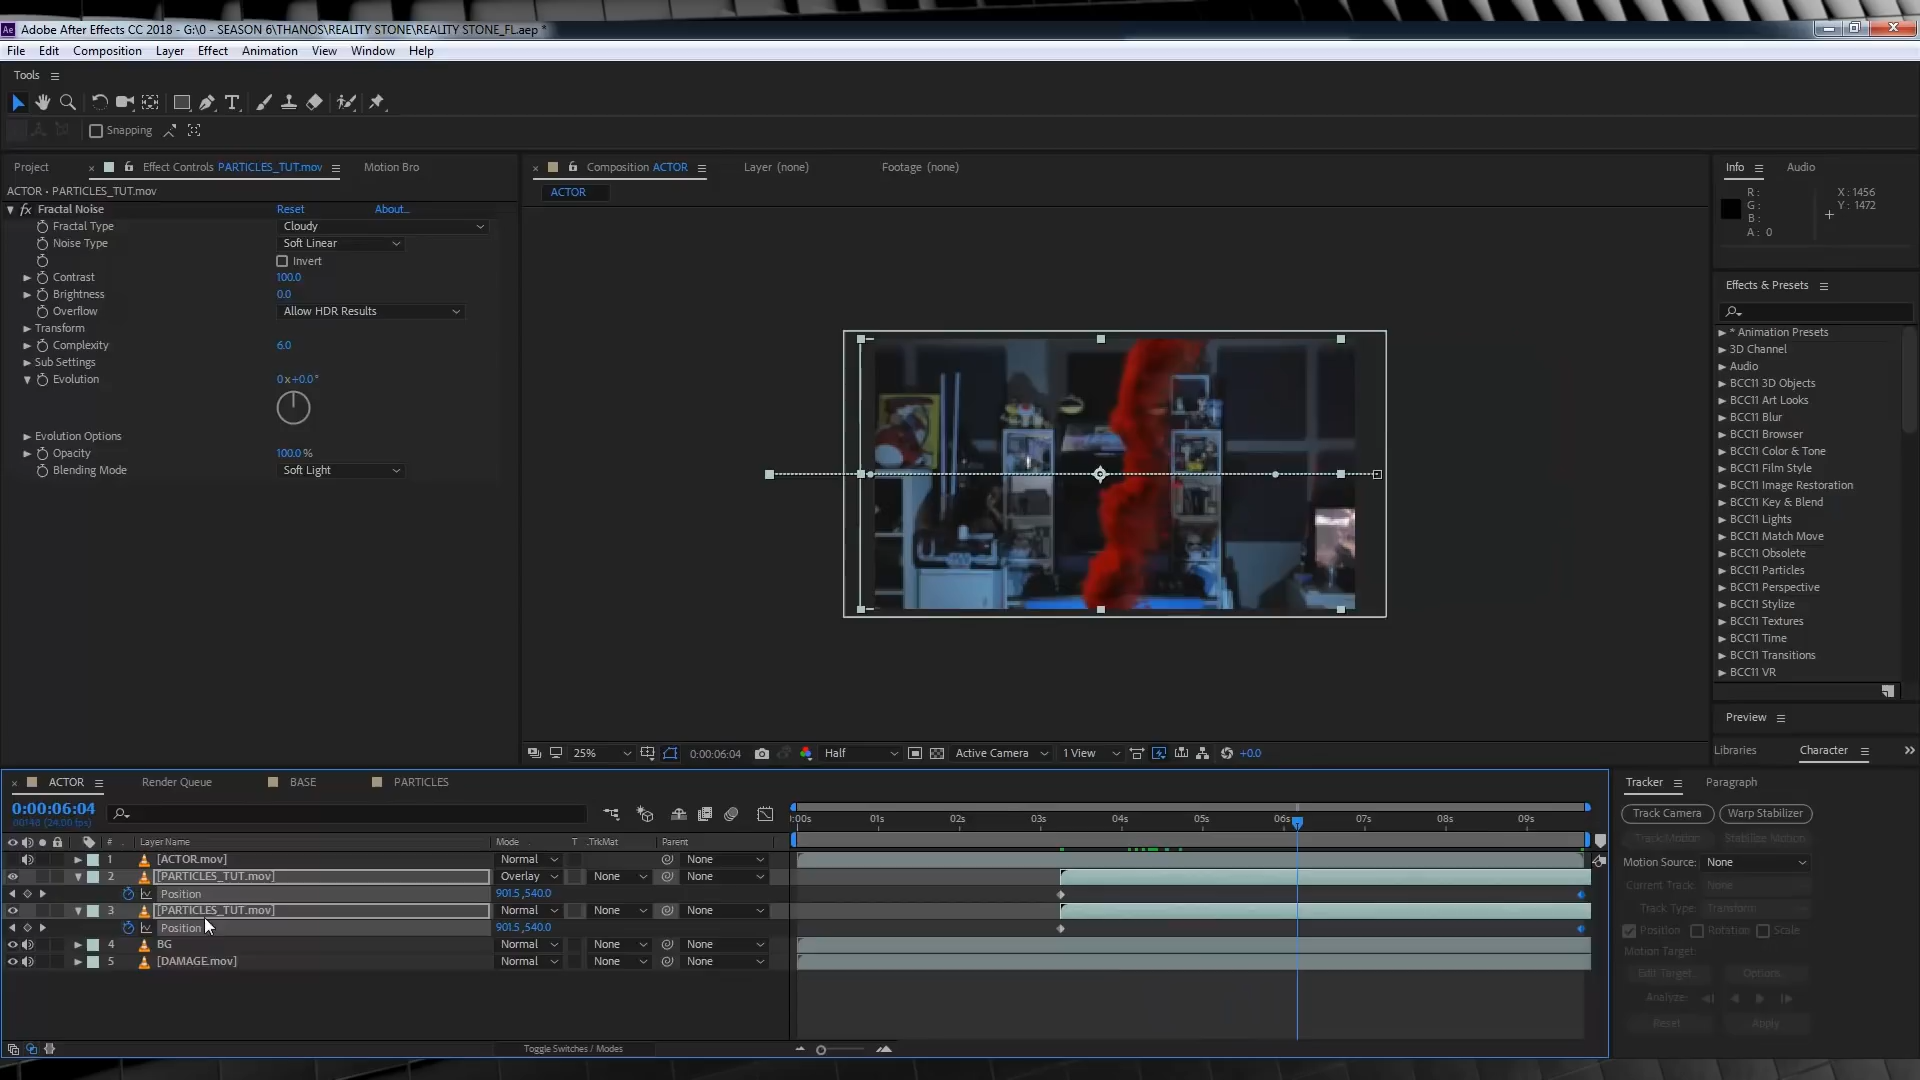 Adobe After Effects CC 2018 - G:\0 - SEASON 6\THANOS\REALITY STONE\REALITY STONE_FL.aep *
File Edit Composition Layer Effect Animation View Window Help
Tools
Snapping
Project
Effect Controls PARTICLES_TUT.mov
Motion Bro
Composition ACTOR
Layer (none)
Footage (none)
Info
Audio
ACTOR • PARTICLES_TUT.mov
ACTOR
R :
G :
B :
A : 0
X : 1456
Y : 1472
fx Fractal Noise Reset About...
Fractal Type Cloudy
Noise Type Soft Linear
Invert
Contrast 100.0
Brightness 0.0
Overflow Allow HDR Results
Transform
Complexity 6.0
Sub Settings
Evolution 0x+0.0°
Evolution Options
Opacity 100.0 %
Blending Mode Soft Light
Effects & Presets
* Animation Presets
3D Channel
Audio
BCC11 3D Objects
BCC11 Art Looks
BCC11 Blur
BCC11 Browser
BCC11 Color & Tone
BCC11 Film Style
BCC11 Image Restoration
BCC11 Key & Blend
BCC11 Lights
BCC11 Match Move
BCC11 Obsolete
BCC11 Particles
BCC11 Perspective
BCC11 Stylize
BCC11 Textures
BCC11 Time
BCC11 Transitions
BCC11 VR
Preview
Libraries
Character
25% 0:00:06:04 Half Active Camera 1 View +0.0
ACTOR Render Queue BASE PARTICLES
0:00:06:04
00148 (24.00 fps)
:00s 01s 02s 03s 04s 05s 06s 07s 08s 09s
# Layer Name Mode T .TrkMat Parent
1 [ACTOR.mov] Normal None
2 [PARTICLES_TUT.mov] Overlay None None
Position 901.5,540.0
3 [PARTICLES_TUT.mov] Normal None None
Position 901.5,540.0
4 BG Normal None None
5 [DAMAGE.mov] Normal None None
Toggle Switches / Modes
Tracker
Paragraph
Track Camera Warp Stabilizer
Track Motion Stabilize Motion
Motion Source: None
Current Track: None
Track Type: Transform
Position Rotation Scale
Motion Target:
Edit Target... Options...
Analyze:
Reset Apply